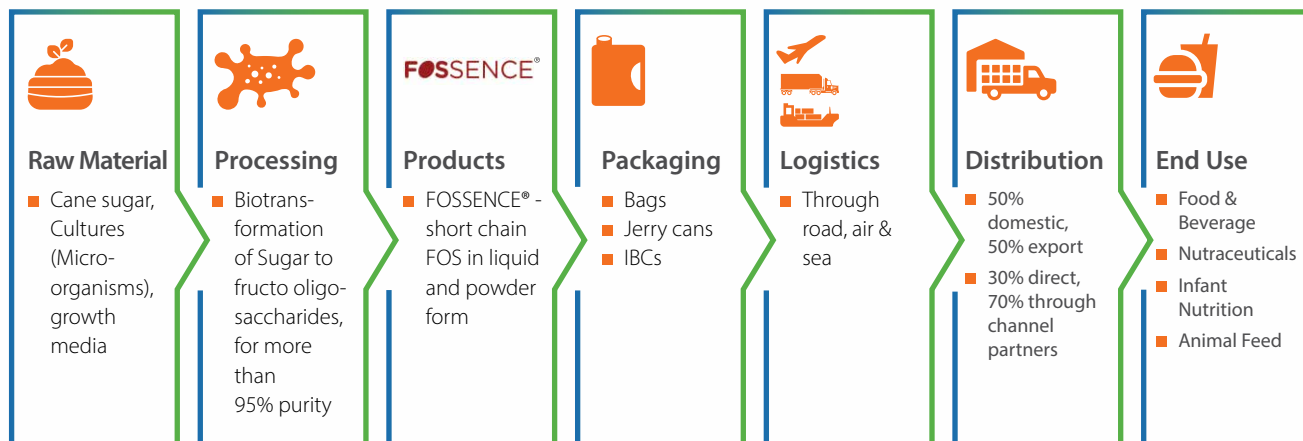 FOSSENCE®
Raw Material
Cane sugar,
Cultures
(Micro-
organisms),
growth
media
Processing
Biotrans-
formation
of Sugar to
fructo oligo-
saccharides,
for more
than
95% purity
Products
FOSSENCE® -
short chain
FOS in liquid
and powder
form
Packaging
Bags
Jerry cans
IBCs
Logistics
Through
road, air &
sea
Distribution
50%
domestic,
50% export
30% direct,
70% through
channel
partners
End Use
Food &
Beverage
Nutraceuticals
Infant
Nutrition
Animal Feed